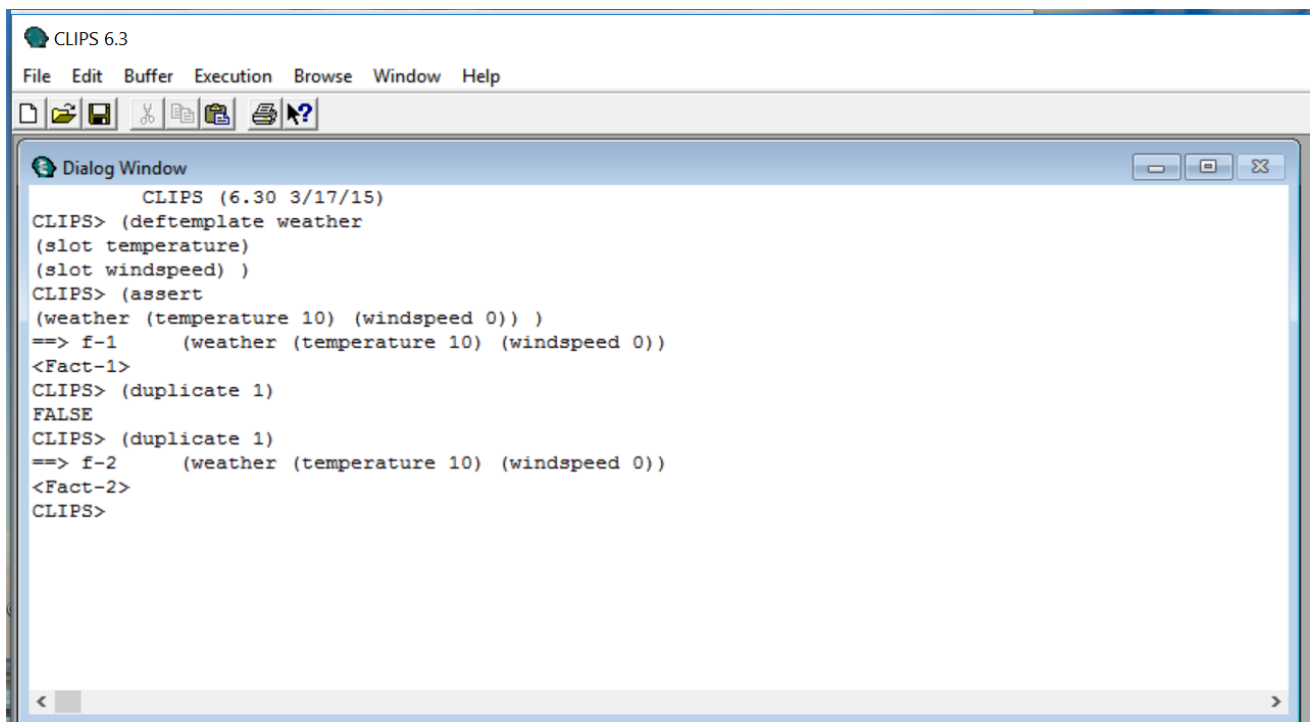 CLIPS 6.3
File Edit Buffer Execution Browse Window Help
Dialog Window
CLIPS (6.30 3/17/15)
CLIPS> (deftemplate weather
(slot temperature)
(slot windspeed) )
CLIPS> (assert
(weather (temperature 10) (windspeed 0)) )
==> f-1     (weather (temperature 10) (windspeed 0))
<Fact-1>
CLIPS> (duplicate 1)
FALSE
CLIPS> (duplicate 1)
==> f-2     (weather (temperature 10) (windspeed 0))
<Fact-2>
CLIPS>